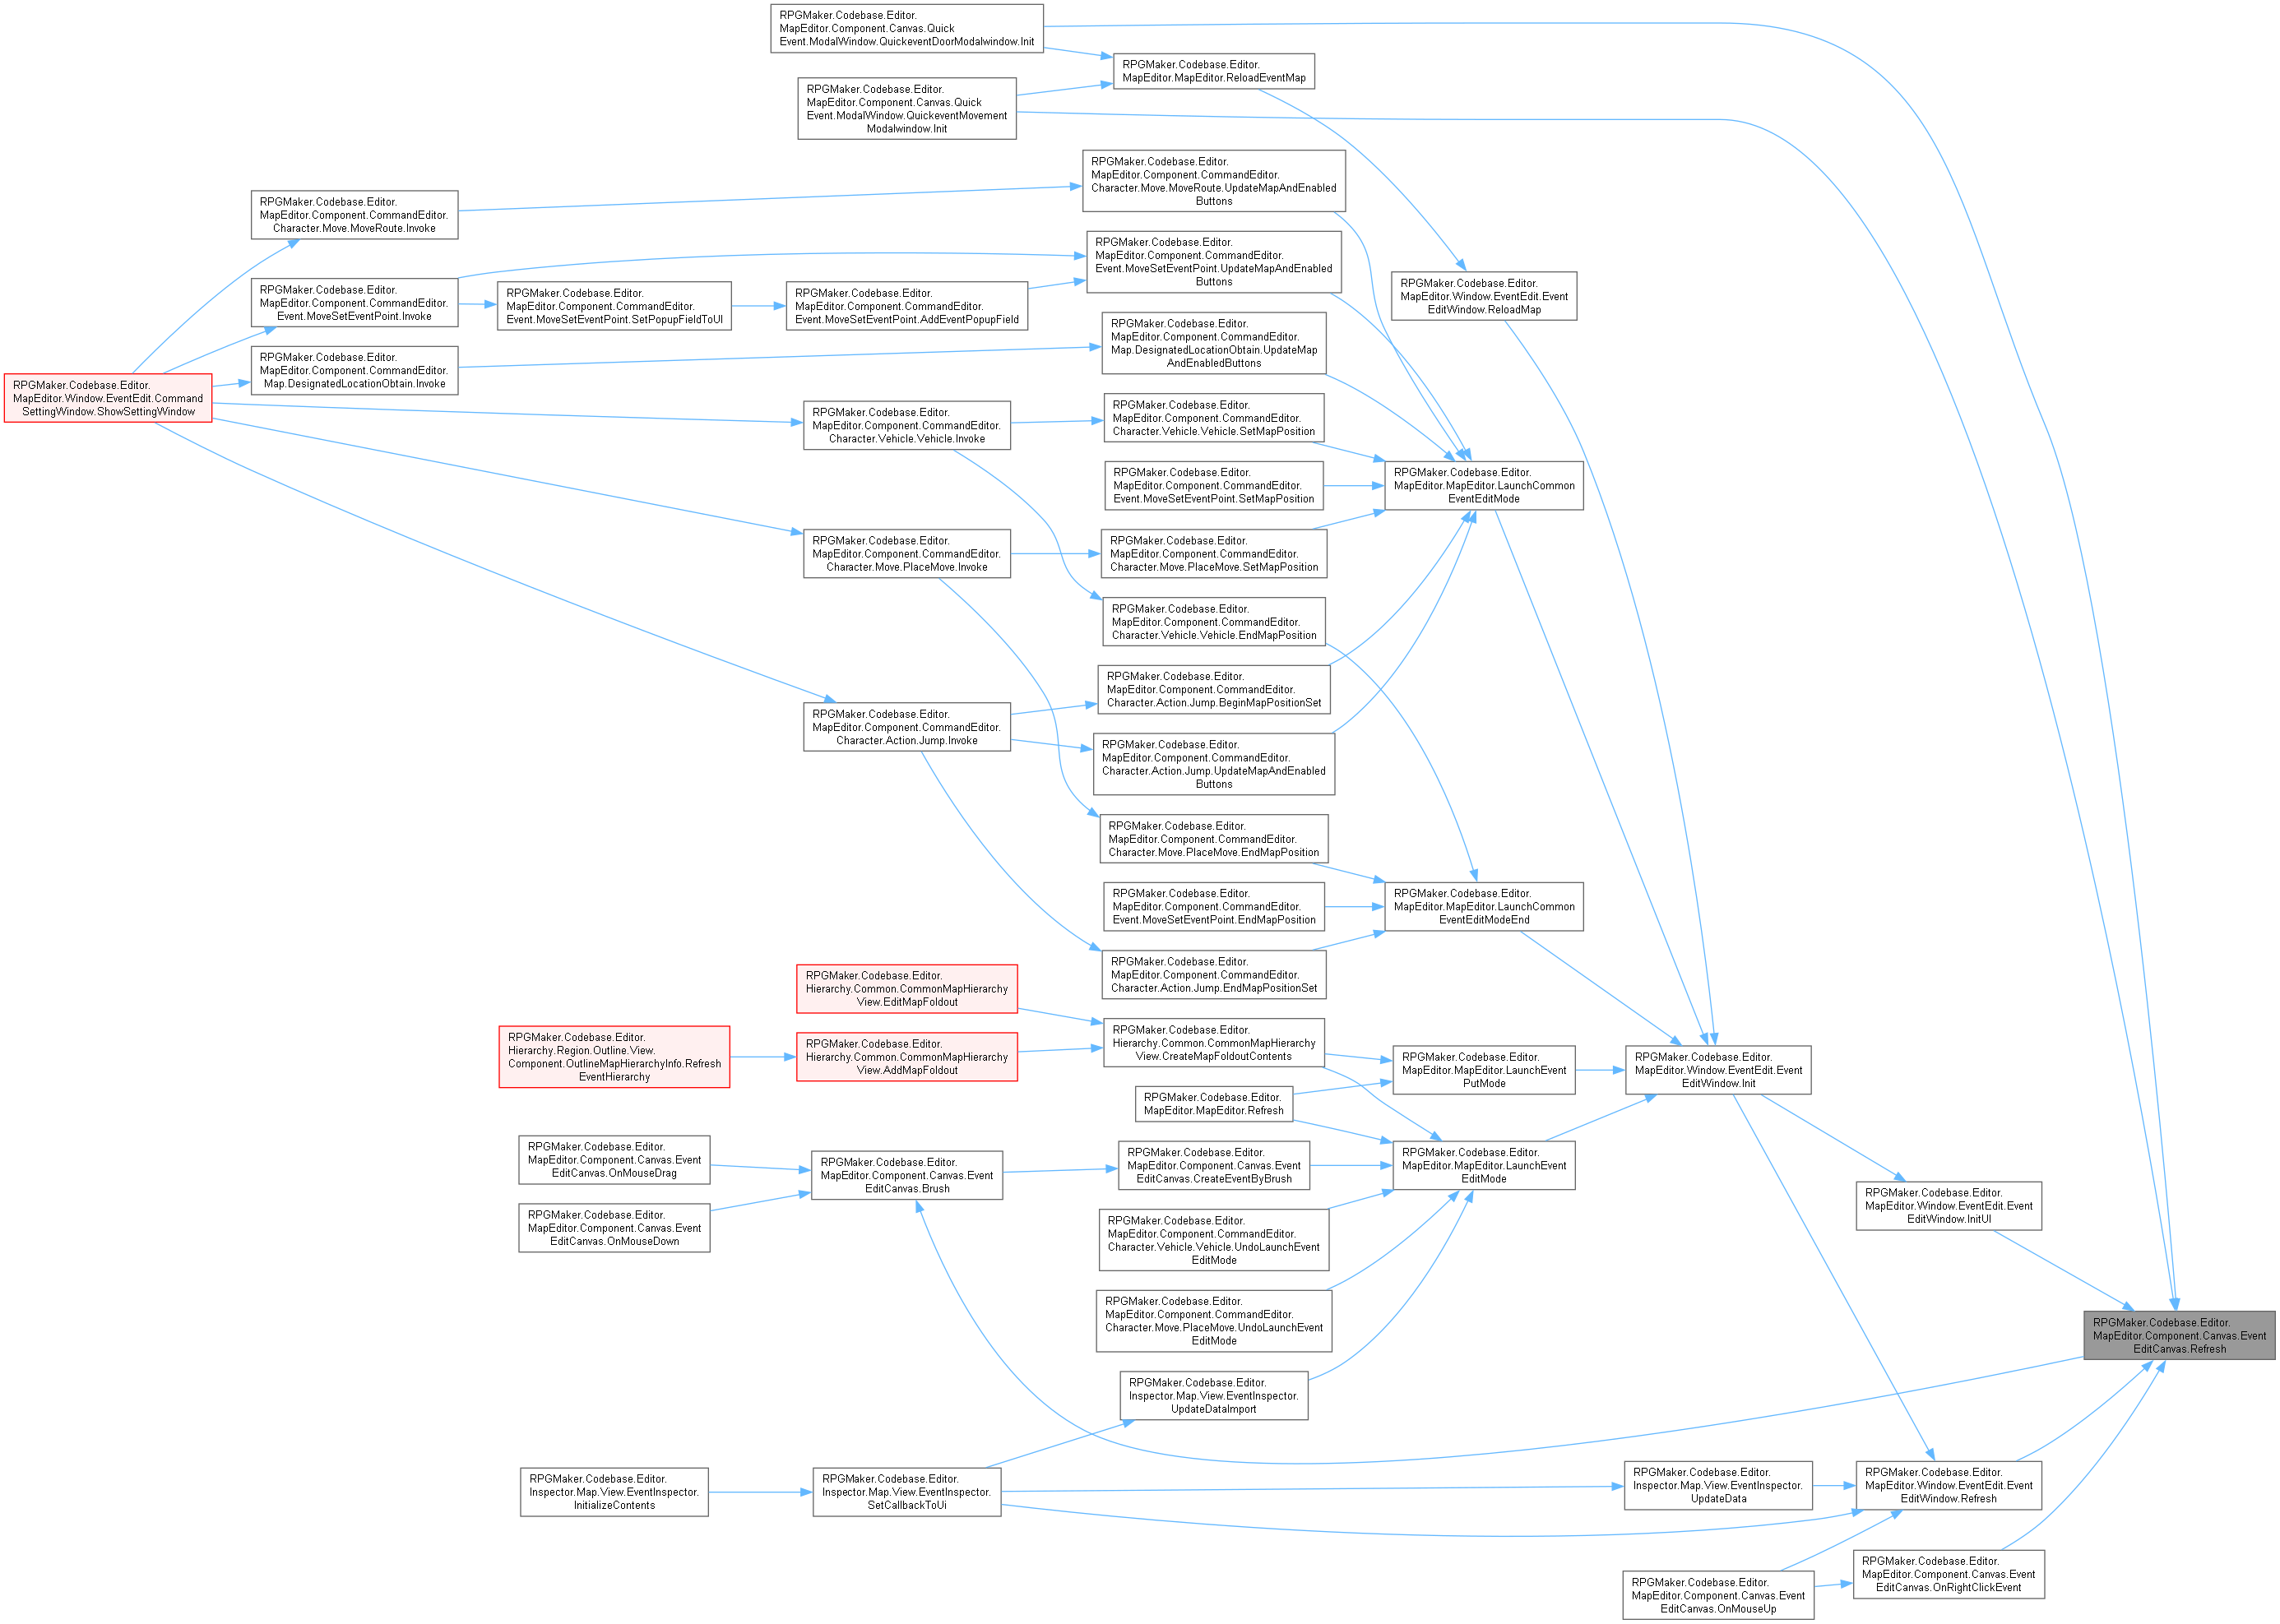 RPGMaker.Codebase.Editor.
MapEditor.Component.Canvas.Quick
Event.ModalWindow.QuickeventDoorModalwindow.Init
RPGMaker.Codebase.Editor.
MapEditor.MapEditor.ReloadEventMap
RPGMaker.Codebase.Editor.
MapEditor.Component.Canvas.Quick
Event.ModalWindow.QuickeventMovement
Modalwindow.Init
RPGMaker.Codebase.Editor.
MapEditor.Component.CommandEditor.
Character.Move.MoveRoute.UpdateMapAndEnabled
Buttons
RPGMaker.Codebase.Editor.
MapEditor.Component.CommandEditor.
Character.Move.MoveRoute.Invoke
RPGMaker.Codebase.Editor.
MapEditor.Component.CommandEditor.
Event.MoveSetEventPoint.UpdateMapAndEnabled
Buttons
RPGMaker.Codebase.Editor.
MapEditor.Window.EventEdit.Event
EditWindow.ReloadMap
RPGMaker.Codebase.Editor.
MapEditor.Component.CommandEditor.
Event.MoveSetEventPoint.Invoke
RPGMaker.Codebase.Editor.
MapEditor.Component.CommandEditor.
Event.MoveSetEventPoint.SetPopupFieldToUI
RPGMaker.Codebase.Editor.
MapEditor.Component.CommandEditor.
Event.MoveSetEventPoint.AddEventPopupField
RPGMaker.Codebase.Editor.
MapEditor.Component.CommandEditor.
Map.DesignatedLocationObtain.UpdateMap
AndEnabledButtons
RPGMaker.Codebase.Editor.
MapEditor.Component.CommandEditor.
Map.DesignatedLocationObtain.Invoke
RPGMaker.Codebase.Editor.
MapEditor.Window.EventEdit.Command
SettingWindow.ShowSettingWindow
RPGMaker.Codebase.Editor.
MapEditor.Component.CommandEditor.
Character.Vehicle.Vehicle.Invoke
RPGMaker.Codebase.Editor.
MapEditor.Component.CommandEditor.
Character.Vehicle.Vehicle.SetMapPosition
RPGMaker.Codebase.Editor.
MapEditor.Component.CommandEditor.
Event.MoveSetEventPoint.SetMapPosition
RPGMaker.Codebase.Editor.
MapEditor.MapEditor.LaunchCommon
EventEditMode
RPGMaker.Codebase.Editor.
MapEditor.Component.CommandEditor.
Character.Move.PlaceMove.Invoke
RPGMaker.Codebase.Editor.
MapEditor.Component.CommandEditor.
Character.Move.PlaceMove.SetMapPosition
RPGMaker.Codebase.Editor.
MapEditor.Component.CommandEditor.
Character.Vehicle.Vehicle.EndMapPosition
RPGMaker.Codebase.Editor.
MapEditor.Component.CommandEditor.
Character.Action.Jump.BeginMapPositionSet
RPGMaker.Codebase.Editor.
MapEditor.Component.CommandEditor.
Character.Action.Jump.Invoke
RPGMaker.Codebase.Editor.
MapEditor.Component.CommandEditor.
Character.Action.Jump.UpdateMapAndEnabled
Buttons
RPGMaker.Codebase.Editor.
MapEditor.Component.CommandEditor.
Character.Move.PlaceMove.EndMapPosition
RPGMaker.Codebase.Editor.
MapEditor.Component.CommandEditor.
Event.MoveSetEventPoint.EndMapPosition
RPGMaker.Codebase.Editor.
MapEditor.MapEditor.LaunchCommon
EventEditModeEnd
RPGMaker.Codebase.Editor.
MapEditor.Component.CommandEditor.
Character.Action.Jump.EndMapPositionSet
RPGMaker.Codebase.Editor.
Hierarchy.Common.CommonMapHierarchy
View.EditMapFoldout
RPGMaker.Codebase.Editor.
Hierarchy.Region.Outline.View.
Component.OutlineMapHierarchyInfo.Refresh
EventHierarchy
RPGMaker.Codebase.Editor.
Hierarchy.Common.CommonMapHierarchy
View.AddMapFoldout
RPGMaker.Codebase.Editor.
Hierarchy.Common.CommonMapHierarchy
View.CreateMapFoldoutContents
RPGMaker.Codebase.Editor.
MapEditor.MapEditor.LaunchEvent
PutMode
RPGMaker.Codebase.Editor.
MapEditor.Window.EventEdit.Event
EditWindow.Init
RPGMaker.Codebase.Editor.
MapEditor.MapEditor.Refresh
RPGMaker.Codebase.Editor.
MapEditor.Component.Canvas.Event
EditCanvas.OnMouseDrag
RPGMaker.Codebase.Editor.
MapEditor.Component.Canvas.Event
EditCanvas.Brush
RPGMaker.Codebase.Editor.
MapEditor.Component.Canvas.Event
EditCanvas.CreateEventByBrush
RPGMaker.Codebase.Editor.
MapEditor.MapEditor.LaunchEvent
EditMode
RPGMaker.Codebase.Editor.
MapEditor.Component.Canvas.Event
EditCanvas.OnMouseDown
RPGMaker.Codebase.Editor.
MapEditor.Component.CommandEditor.
Character.Vehicle.Vehicle.UndoLaunchEvent
EditMode
RPGMaker.Codebase.Editor.
MapEditor.Window.EventEdit.Event
EditWindow.InitUI
RPGMaker.Codebase.Editor.
MapEditor.Component.CommandEditor.
Character.Move.PlaceMove.UndoLaunchEvent
EditMode
RPGMaker.Codebase.Editor.
MapEditor.Component.Canvas.Event
EditCanvas.Refresh
RPGMaker.Codebase.Editor.
Inspector.Map.View.EventInspector.
UpdateDataImport
RPGMaker.Codebase.Editor.
Inspector.Map.View.EventInspector.
InitializeContents
RPGMaker.Codebase.Editor.
Inspector.Map.View.EventInspector.
SetCallbackToUi
RPGMaker.Codebase.Editor.
Inspector.Map.View.EventInspector.
UpdateData
RPGMaker.Codebase.Editor.
MapEditor.Window.EventEdit.Event
EditWindow.Refresh
RPGMaker.Codebase.Editor.
MapEditor.Component.Canvas.Event
EditCanvas.OnRightClickEvent
RPGMaker.Codebase.Editor.
MapEditor.Component.Canvas.Event
EditCanvas.OnMouseUp